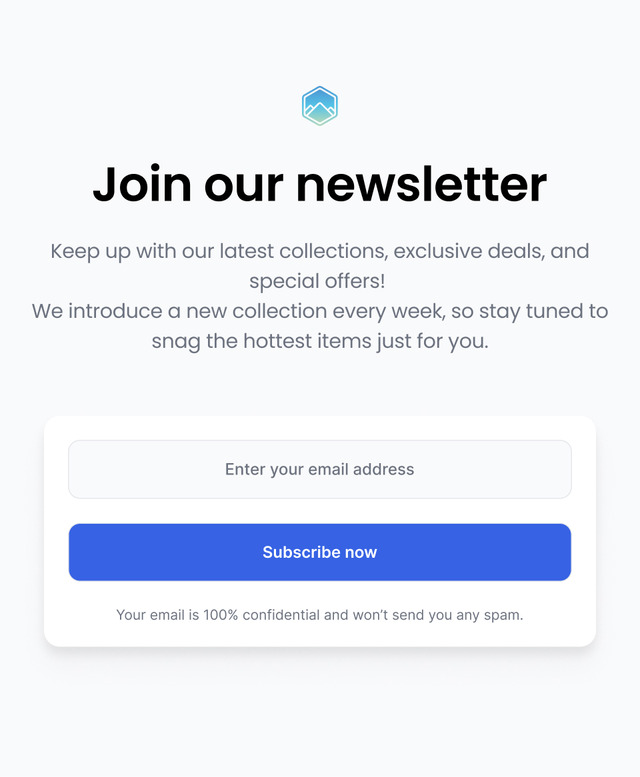 Join our newsletter
Keep up with our latest collections, exclusive deals, and
special offers!
We introduce a new collection every week, so stay tuned to
snag the hottest items just for you.
Enter your email address
Subscribe now
Your email is 100% confidential and won’t send you any spam.